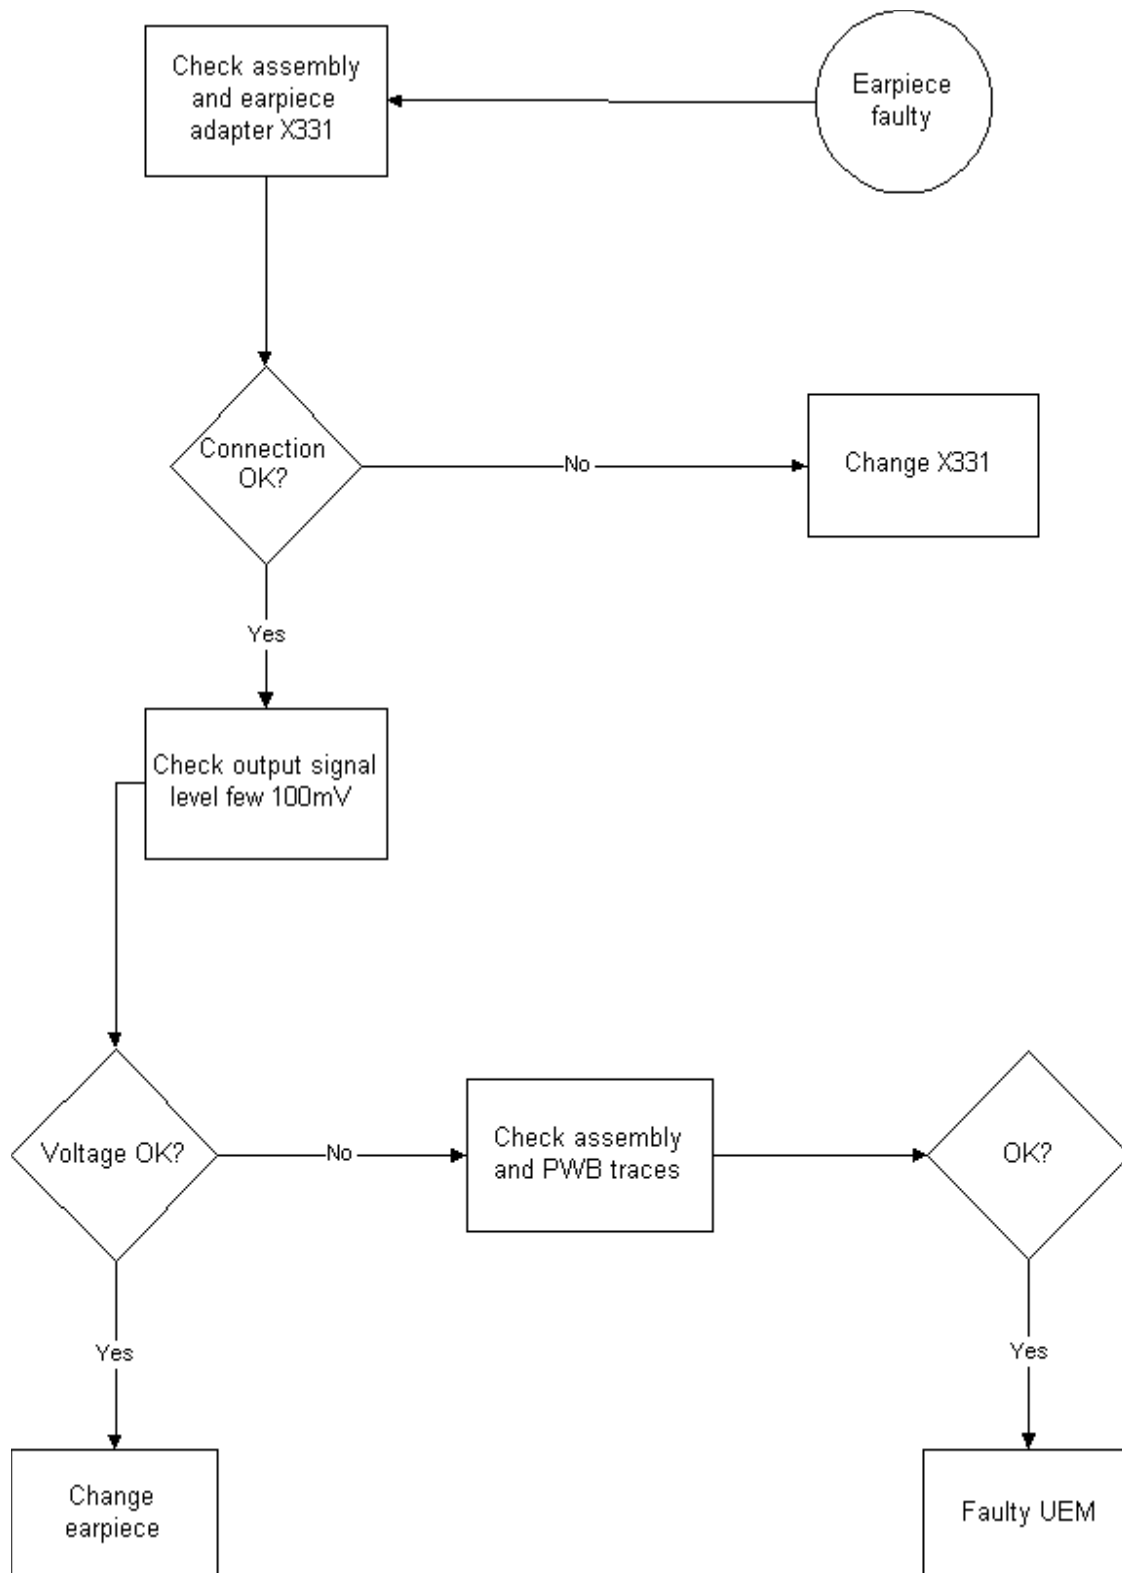 Check assembly
and earpiece
adapter X331
Earpiece
faulty
Connection
OK?
No
Change X331
Yes
Check output signal
level few 100mV
Voltage OK?
No
Check assembly
and PWB traces
OK?
Yes
Yes
Change
earpiece
Faulty UEM